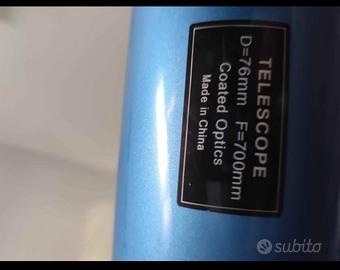 TELESCOPE
D=76mm F=700mm
Coated Optics
Made in China
subito